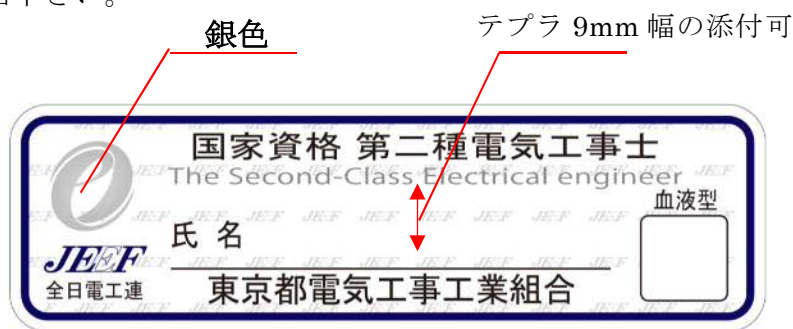 銀色
テプラ 9mm 幅の添付可
国家資格 第二種電気工事士
The Second-Class Electrical engineer
血液型
氏 名
JEEF
全日電工連
東京都電気工事工業組合